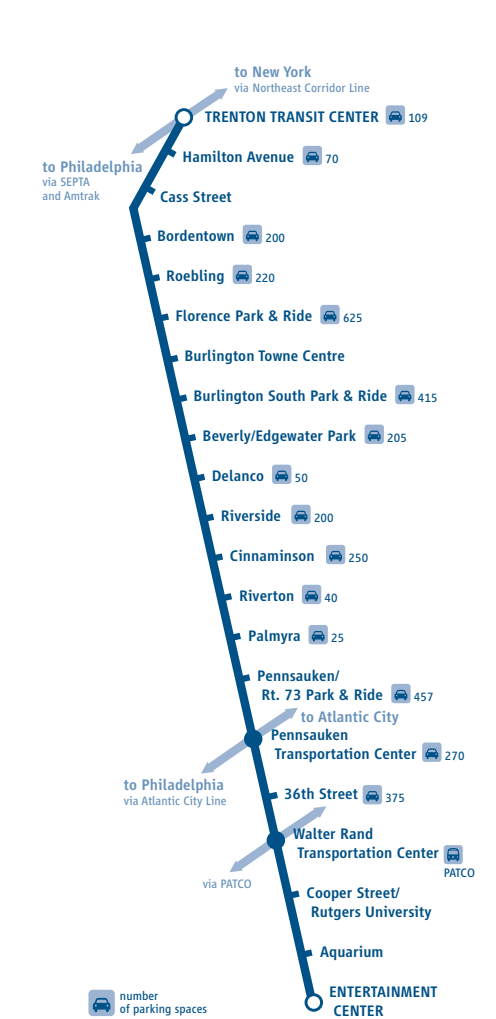 to New York
via Northeast Corridor Line
TRENTON TRANSIT CENTER 109
to Philadelphia
via SEPTA
and Amtrak
Hamilton Avenue 70
Cass Street
Bordentown 200
Roebling 220
Florence Park & Ride 625
Burlington Towne Centre
Burlington South Park & Ride 415
Beverly/Edgewater Park 205
Delanco 50
Riverside 200
Cinnaminson 250
Riverton 40
Palmyra 25
Pennsauken/
Rt. 73 Park & Ride 457
to Atlantic City
Pennsauken
Transportation Center 270
to Philadelphia
via Atlantic City Line
36th Street 375
Walter Rand
Transportation Center
PATCO
via PATCO
Cooper Street/
Rutgers University
Aquarium
ENTERTAINMENT
CENTER
number
of parking spaces